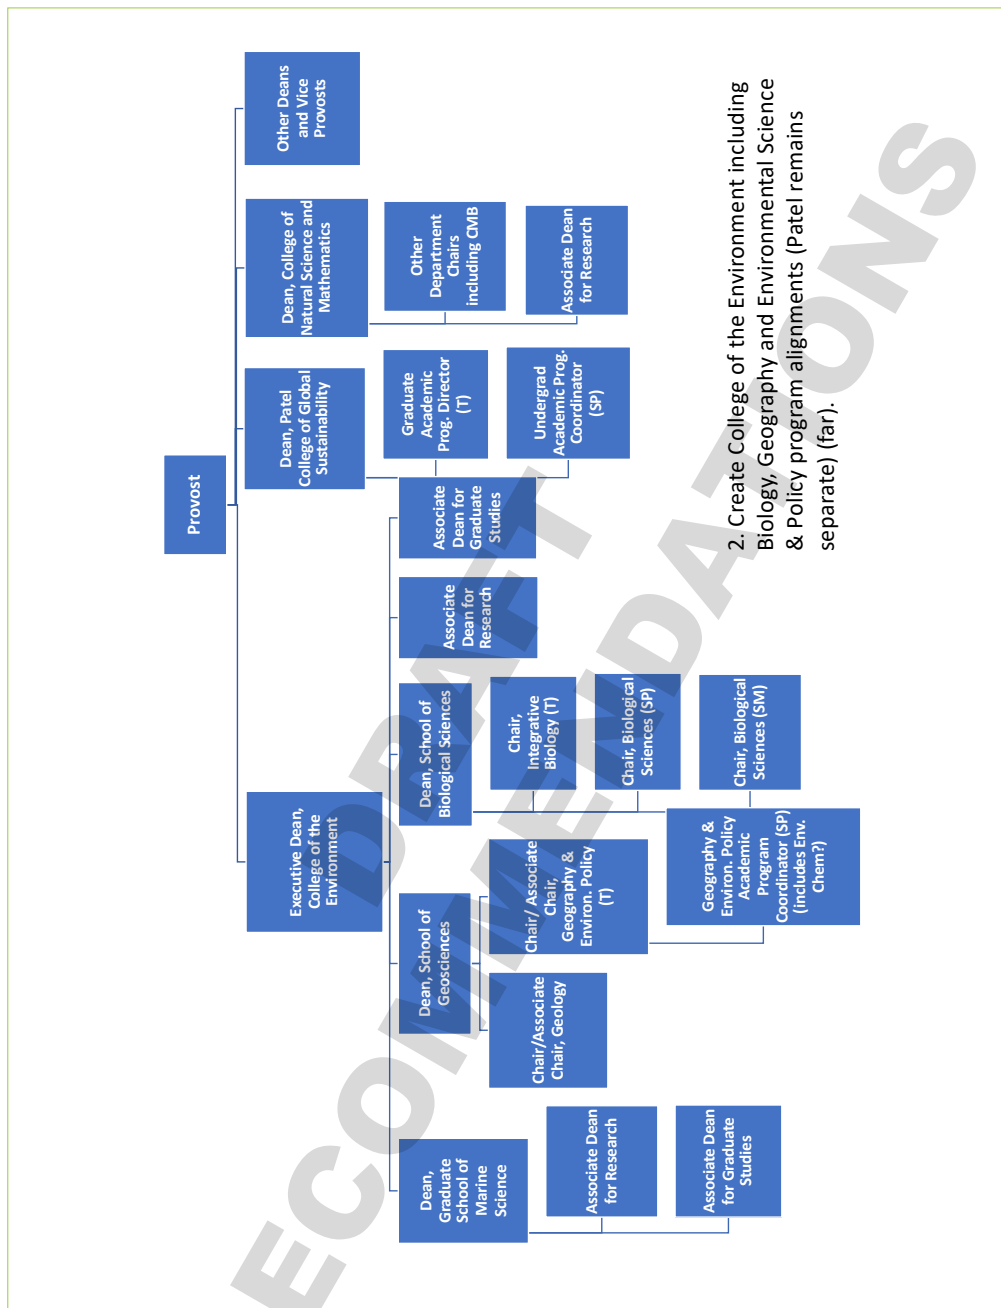 Provost
Executive Dean,
College of the
Environment
Dean, Patel
College of Global
Sustainability
Dean, College of
Natural Science and
Mathematics
Other Deans
and Vice
Provosts
Dean,
Graduate
School of
Marine
Science
Dean, School of
Geosciences
Dean, School of
Biological Sciences
Associate
Dean for
Research
Associate
Dean for
Graduate
Studies
Graduate
Academic
Prog. Director
(T)
Undergrad
Academic Prog.
Coordinator
(SP)
Other
Department
Chairs
including CMB
Associate Dean
for Research
Associate Dean
for Research
Associate Dean
for Graduate
Studies
Chair/Associate
Chair, Geology
Chair/ Associate
Chair,
Geography &
Environ. Policy
(T)
Geography &
Environ. Policy
Academic
Program
Coordinator (SP)
(includes Env.
Chem?)
Chair,
Integrative
Biology (T)
Chair, Biological
Sciences (SP)
Chair, Biological
Sciences (SM)
2. Create College of the Environment including
Biology, Geography and Environmental Science
& Policy program alignments (Patel remains
separate) (far).
DRAFT
ECOMMENDATIONS